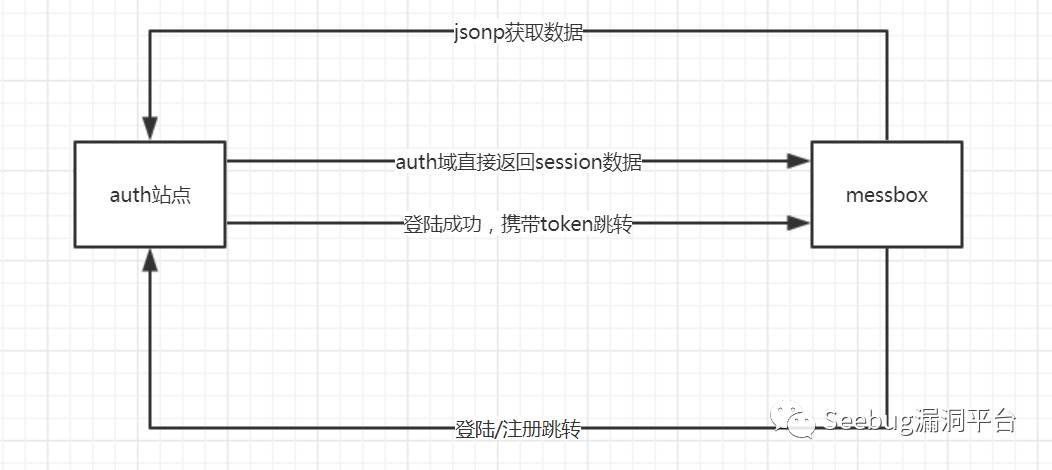 jsonp获取数据
auth域直接返回session数据
auth站点
messbox
登陆成功，携带token跳转
登陆/注册跳转
Seebug漏洞平台